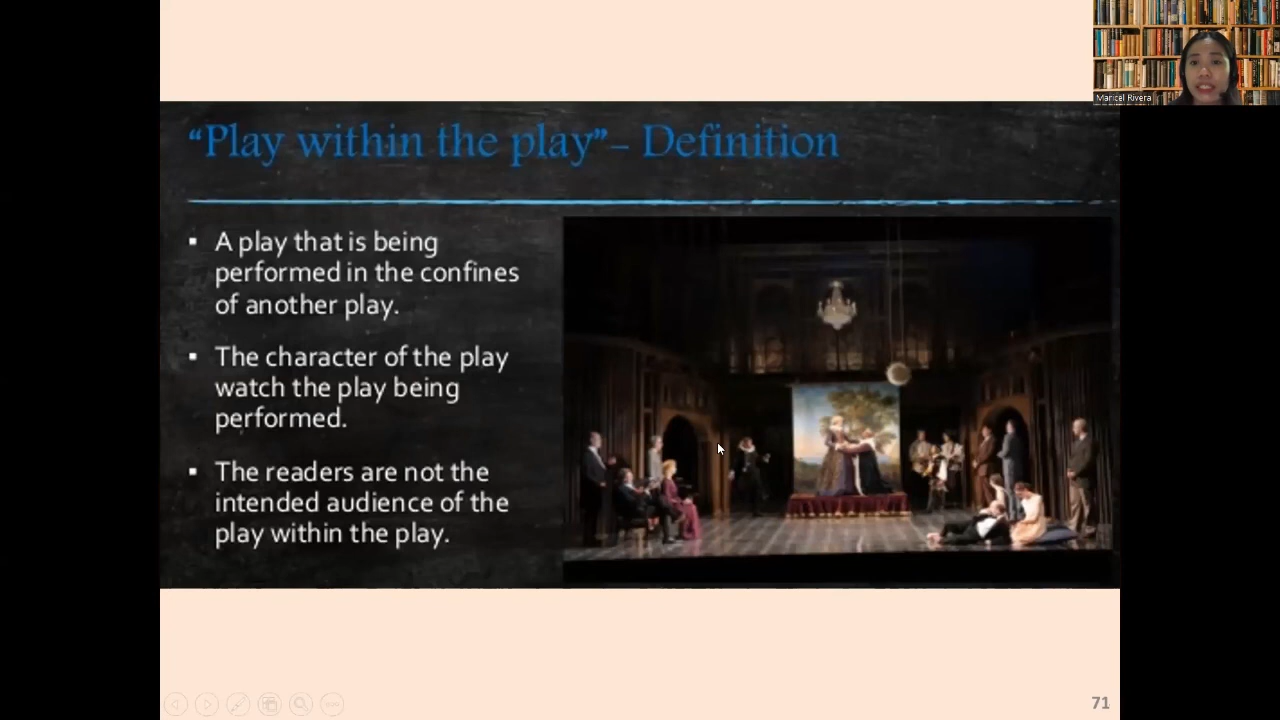 Maricel Rivera
“Play within the play”– Definition
▪ A play that is being
performed in the confines
of another play.
▪ The character of the play
watch the play being
performed.
▪ The readers are not the
intended audience of the
play within the play.
71